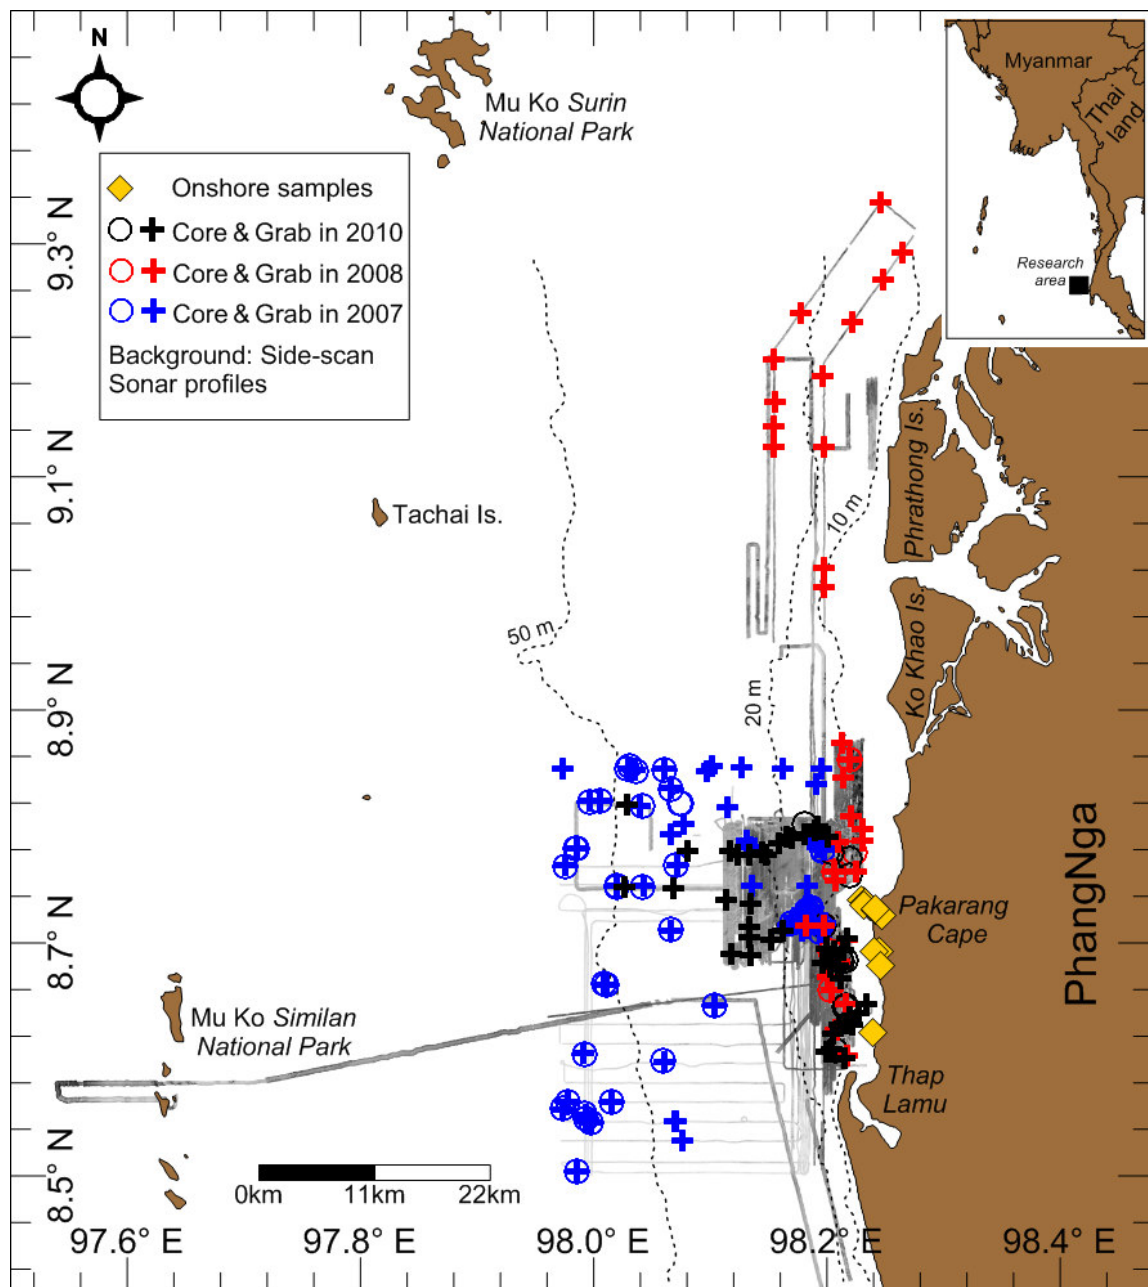 N
Mu Ko Surin
National Park
Myanmar
Thai
land
Research
area
Onshore samples
Core & Grab in 2010
Core & Grab in 2008
Core & Grab in 2007
Background: Side-scan
Sonar profiles
9.3° N
9.1° N
8.9° N
8.7° N
8.5° N
Tachai Is.
10 m
Phrathong Is.
50 m
Ko Khao Is.
20 m
Pakarang
Cape
PhangNga
Mu Ko Similan
National Park
Thap
Lamu
0km
11km
22km
97.6° E
97.8° E
98.0° E
98.2° E
98.4° E